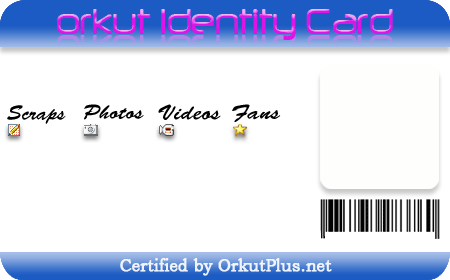 orkut Identity Card
Scraps Photos Videos Fans
Certified by OrkutPlus.net